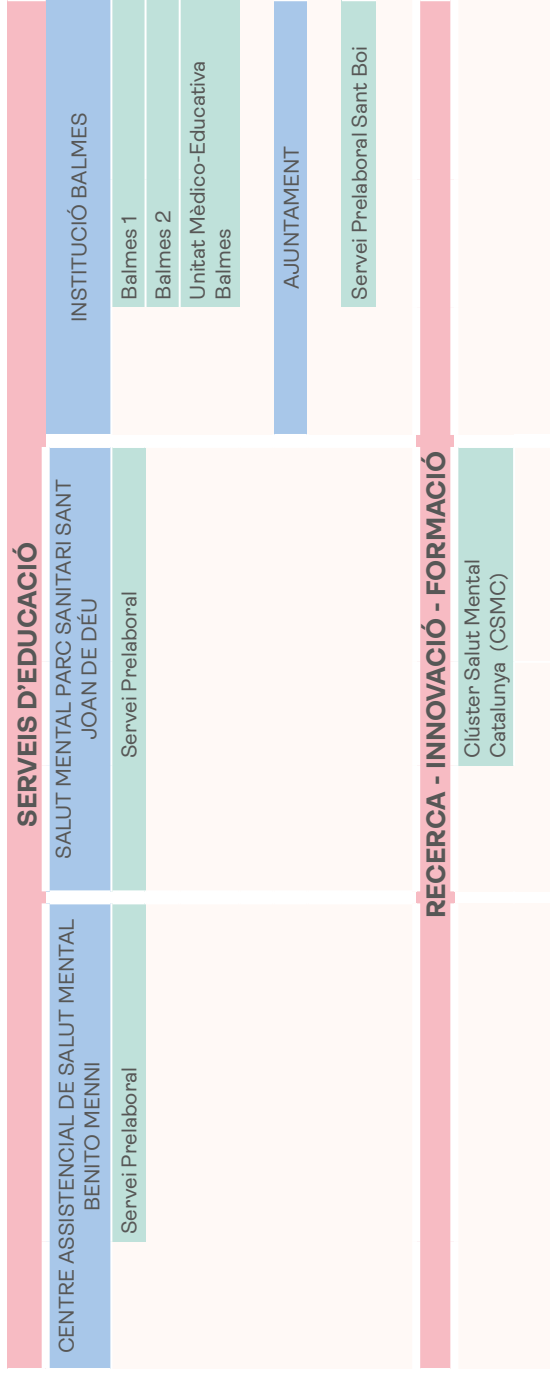 SERVEIS D'EDUCACIÓ
CENTRE ASSISTENCIAL DE SALUT MENTAL
BENITO MENNI
Servei Prelaboral
SALUT MENTAL PARC SANITARI SANT
JOAN DE DÉU
Servei Prelaboral
INSTITUCIÓ BALMES
Balmes 1
Balmes 2
Unitat Mèdico-Educativa
Balmes
AJUNTAMENT
Servei Prelaboral Sant Boi
RECERCA - INNOVACIÓ - FORMACIÓ
Clúster Salut Mental
Catalunya (CSMC)